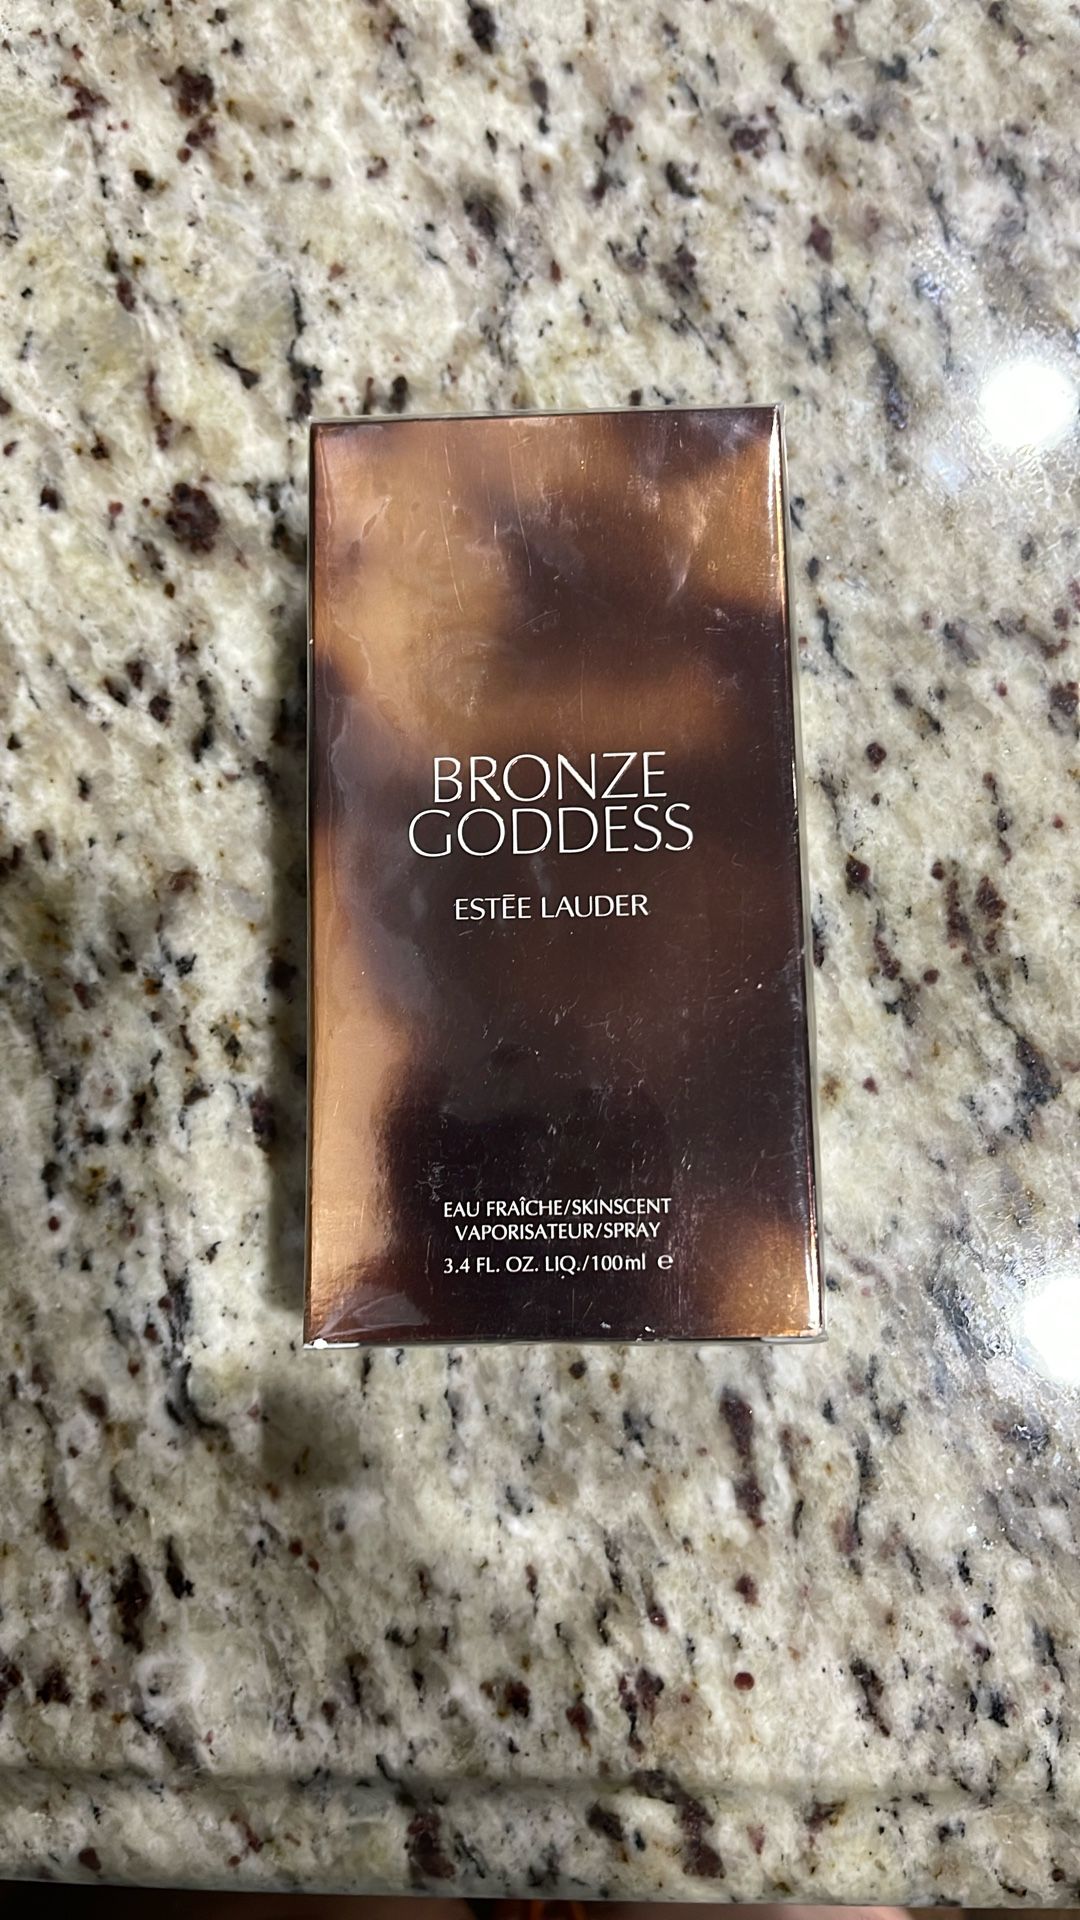 BRONZE
GODDESS
ESTĒE LAUDER
EAU FRAÎCHE/SKINSCENT
VAPORISATEUR/SPRAY
3.4 FL. OZ. LIQ./100ml ℮